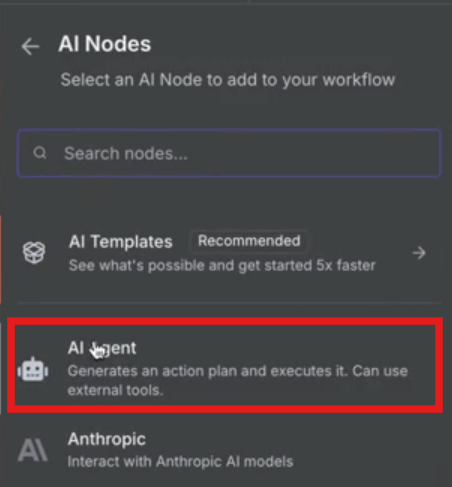 AI Nodes
Select an AI Node to add to your workflow
Search nodes...
AI Templates Recommended
See what's possible and get started 5x faster
AI Agent
Generates an action plan and executes it. Can use
external tools.
Anthropic
Interact with Anthropic AI models